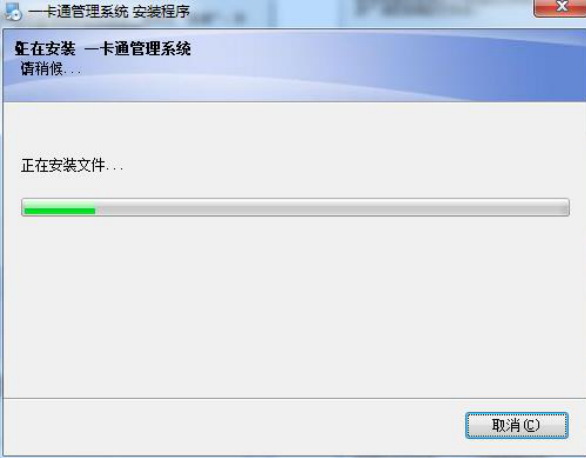 一卡通管理系统 安装程序
正在安装 一卡通管理系统
请稍候...
正在安装文件...
取消(C)